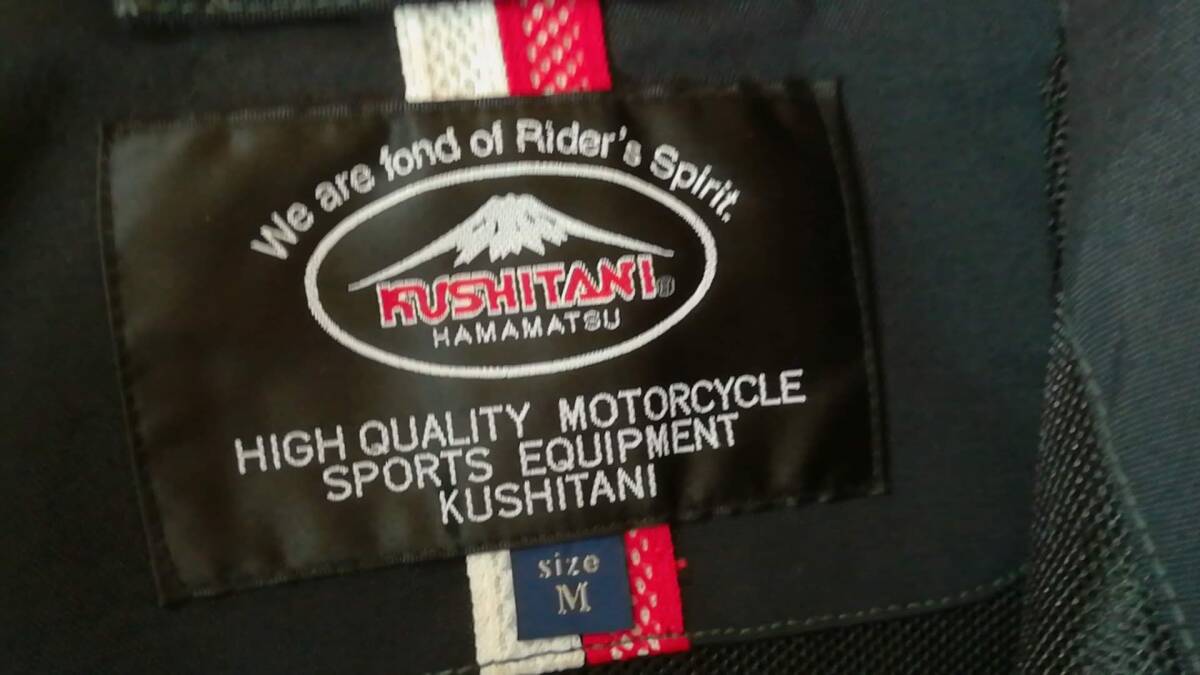 We are fond of Rider's Spirit.
KUSHITANI®
HAMAMATSU
HIGH QUALITY MOTORCYCLE
SPORTS EQUIPMENT
KUSHITANI
size
M